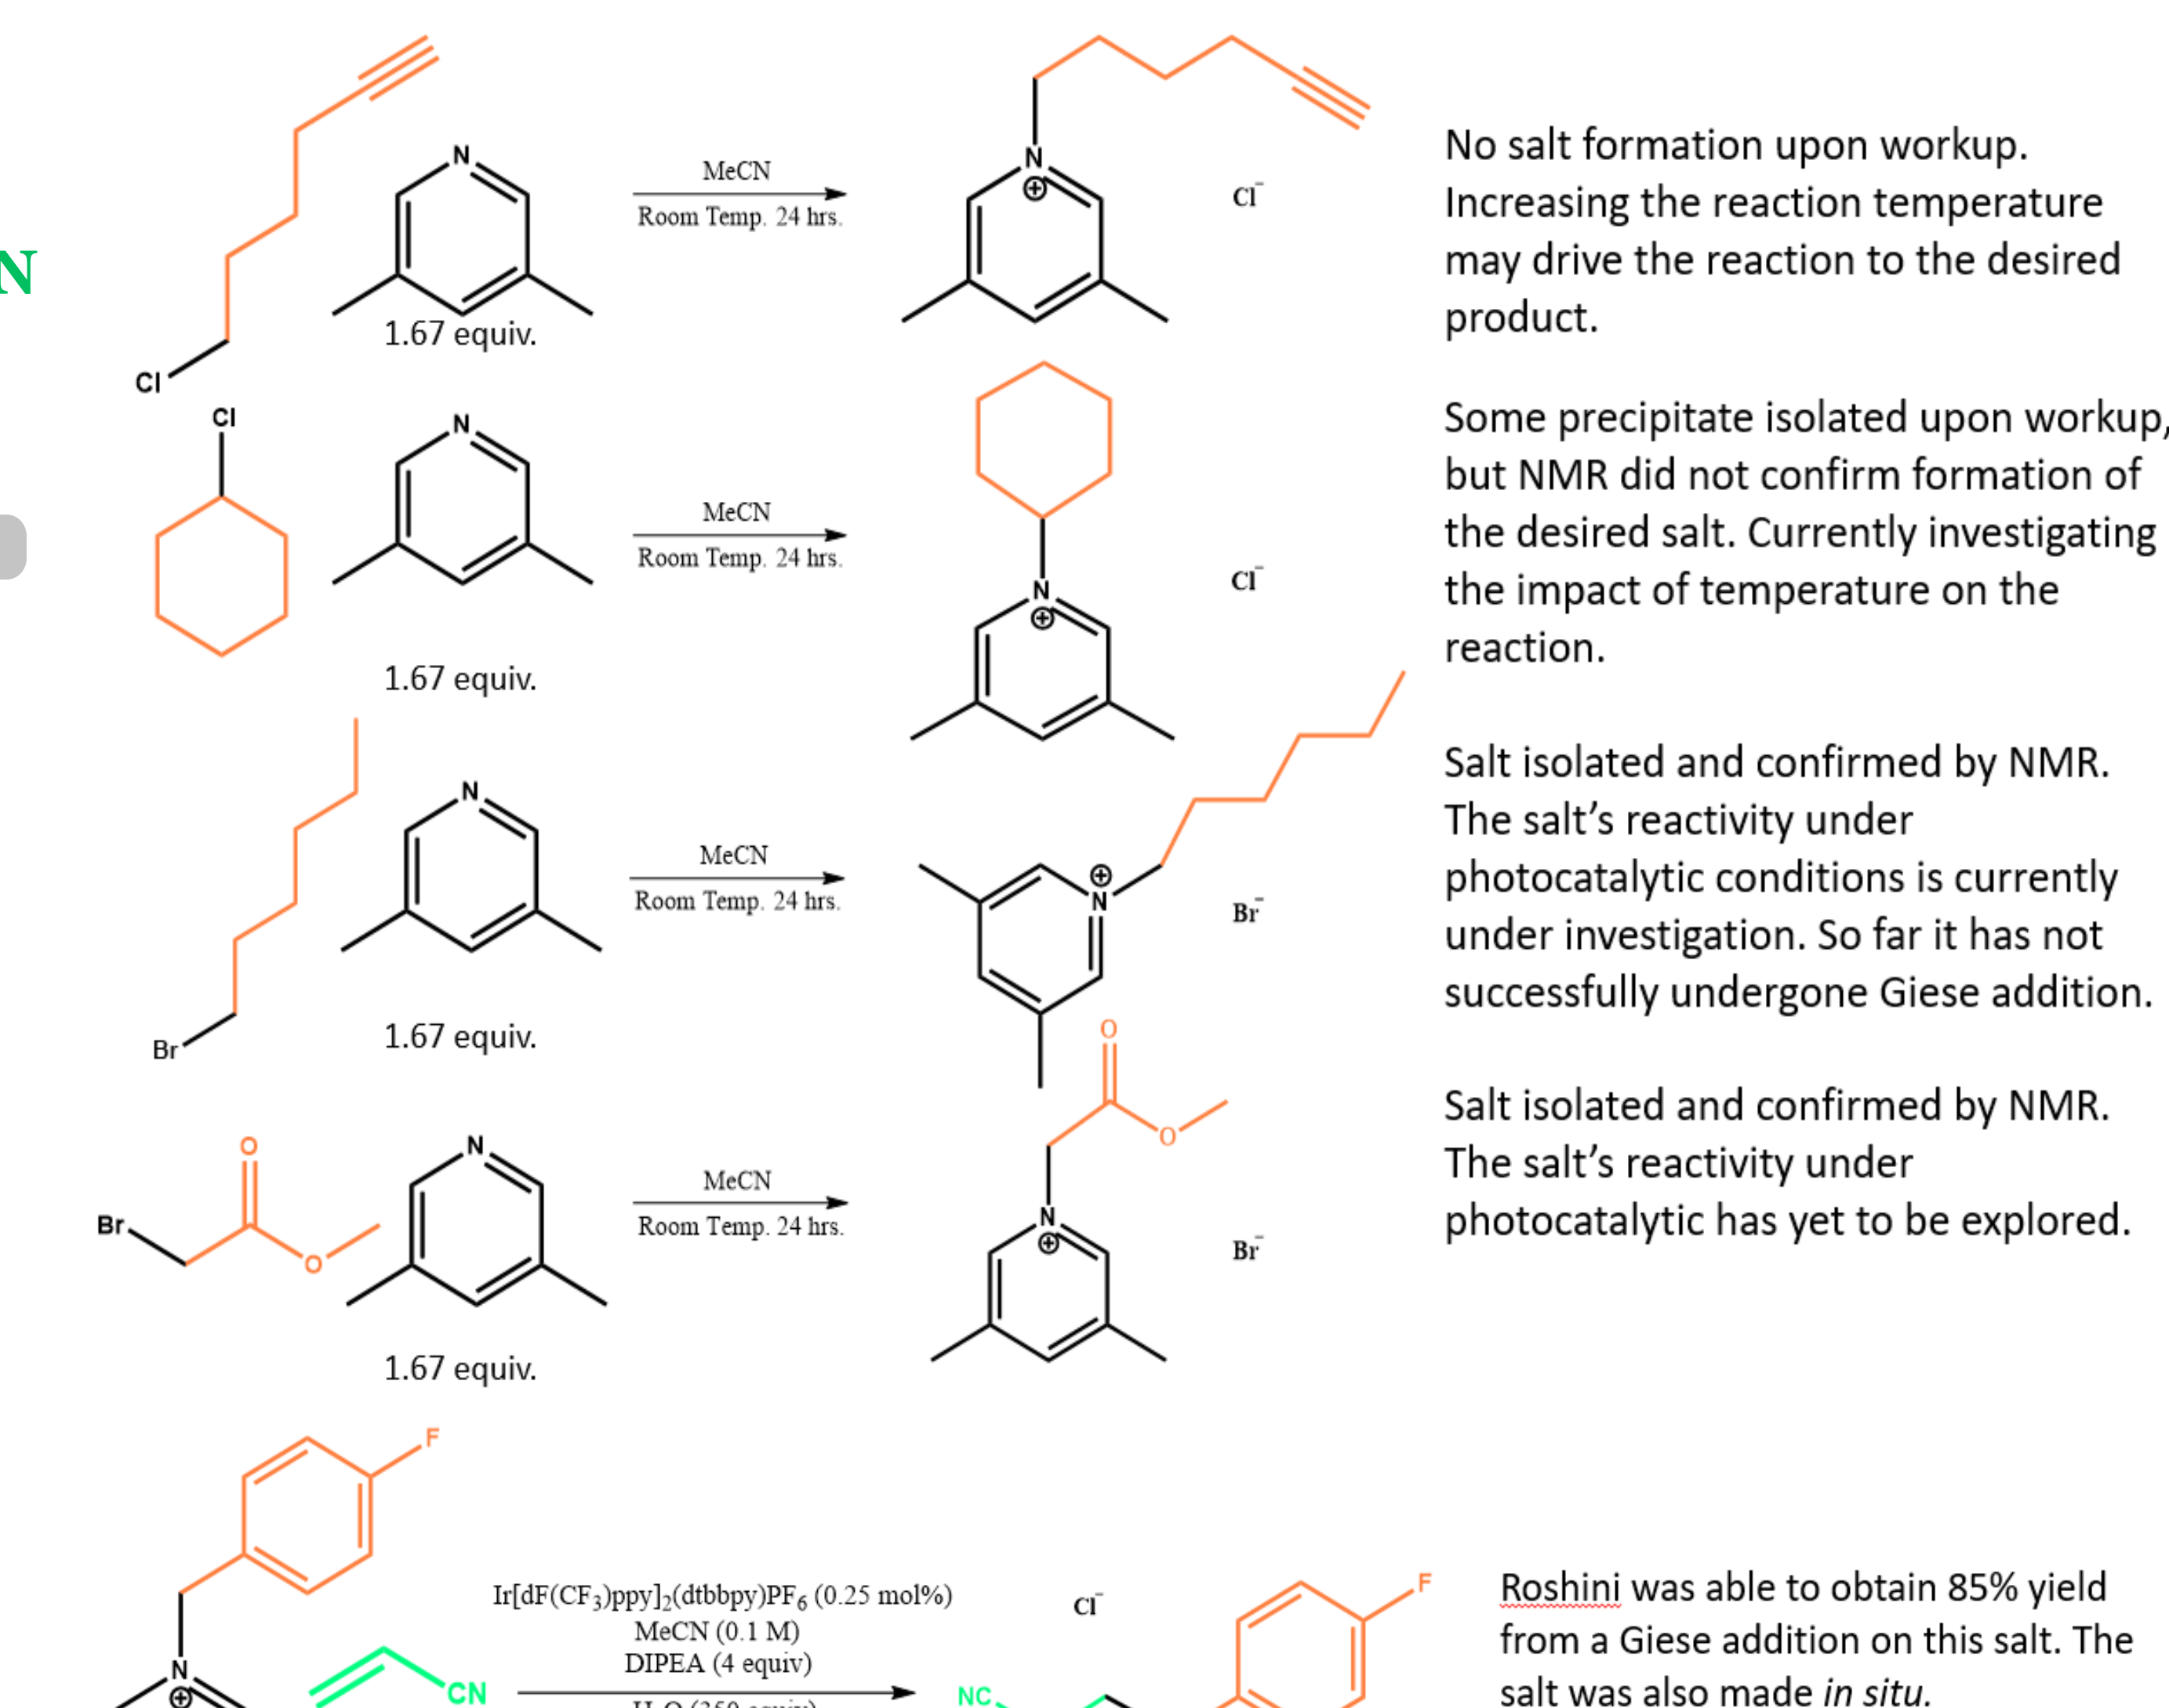 N
Cl
N
1.67 equiv.
MeCN
Room Temp. 24 hrs.
N
⊕
Cl⁻
No salt formation upon workup.
Increasing the reaction temperature
may drive the reaction to the desired
product.
Cl
N
1.67 equiv.
MeCN
Room Temp. 24 hrs.
N
⊕
Cl⁻
Some precipitate isolated upon workup,
but NMR did not confirm formation of
the desired salt. Currently investigating
the impact of temperature on the
reaction.
Br
N
1.67 equiv.
MeCN
Room Temp. 24 hrs.
⊕
N
Br⁻
Salt isolated and confirmed by NMR.
The salt’s reactivity under
photocatalytic conditions is currently
under investigation. So far it has not
successfully undergone Giese addition.
O
Br
O
N
1.67 equiv.
MeCN
Room Temp. 24 hrs.
O
O
N
⊕
Br⁻
Salt isolated and confirmed by NMR.
The salt’s reactivity under
photocatalytic has yet to be explored.
F
N
⊕
CN
Ir[dF(CF₃)ppy]₂(dtbbpy)PF₆ (0.25 mol%)
MeCN (0.1 M)
DIPEA (4 equiv)
H₂O (350 equiv)
Cl⁻
NC
F
Roshini was able to obtain 85% yield
from a Giese addition on this salt. The
salt was also made in situ.